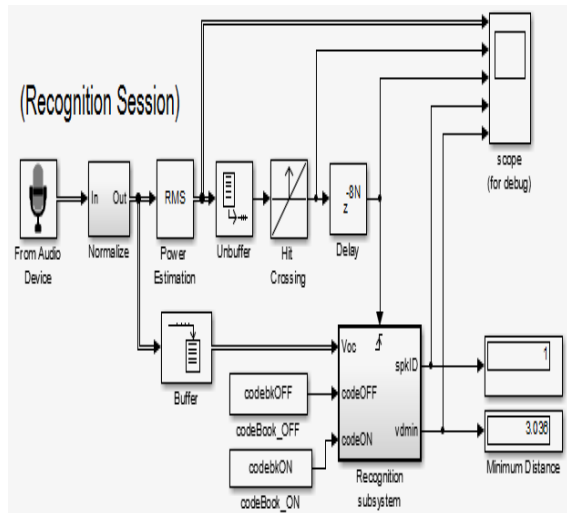 (Recognition Session)
scope
(for debug)
From Audio
Device
In Out
Normalize
RMS
Power
Estimation
Unbuffer
Hit
Crossing
-8N
z
Delay
Buffer
codebkOFF
codeBook_OFF
codebkON
codeBook_ON
Voc
codeOFF
codeON
spkID
vdmin
Recognition
subsystem
1
3.036
Minimum Distance